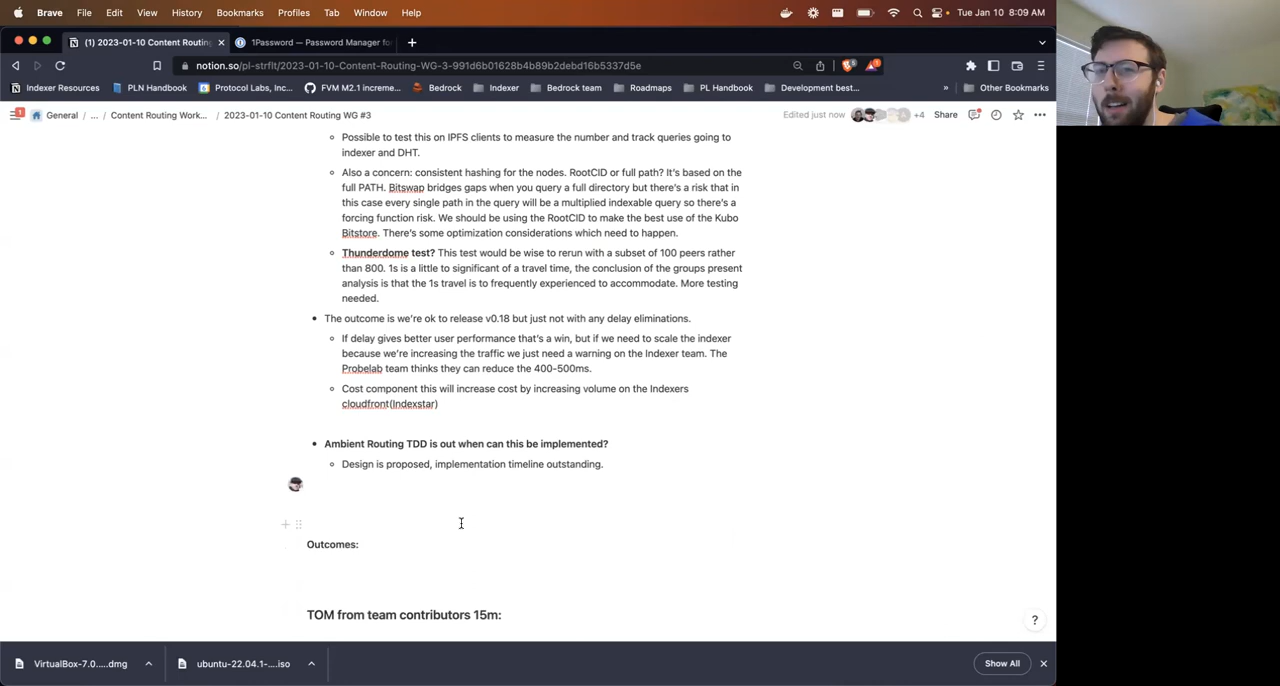 Brave File Edit View History Bookmarks Profiles Tab Window Help Tue Jan 10 8:09 AM
(1) 2023-01-10 Content Routing 1Password — Password Manager for
notion.so/pl-strflt/2023-01-10-Content-Routing-WG-3-991d6b01628b4b89b2debd16b5337d5e
Indexer Resources PLN Handbook Protocol Labs, Inc... FVM M2.1 increme... Bedrock Indexer Bedrock team Roadmaps PL Handbook Development best... » Other Bookmarks
General / ... / Content Routing Work... / 2023-01-10 Content Routing WG #3 Edited just now +4 Share
Possible to test this on IPFS clients to measure the number and track queries going to
indexer and DHT.
Also a concern: consistent hashing for the nodes. RootCID or full path? It's based on the
full PATH. Bitswap bridges gaps when you query a full directory but there's a risk that in
this case every single path in the query will be a multiplied indexable query so there's a
forcing function risk. We should be using the RootCID to make the best use of the Kubo
Bitstore. There's some optimization considerations which need to happen.
Thunderdome test? This test would be wise to rerun with a subset of 100 peers rather
than 800. 1s is a little to significant of a travel time, the conclusion of the groups present
analysis is that the 1s travel is to frequently experienced to accommodate. More testing
needed.
The outcome is we're ok to release v0.18 but just not with any delay eliminations.
If delay gives better user performance that's a win, but if we need to scale the indexer
because we're increasing the traffic we just need a warning on the Indexer team. The
Probelab team thinks they can reduce the 400-500ms.
Cost component this will increase cost by increasing volume on the Indexers
cloudfront(Indexstar)
Ambient Routing TDD is out when can this be implemented?
Design is proposed, implementation timeline outstanding.
Outcomes:
TOM from team contributors 15m:
?
VirtualBox-7.0.....dmg ubuntu-22.04.1-....iso Show All